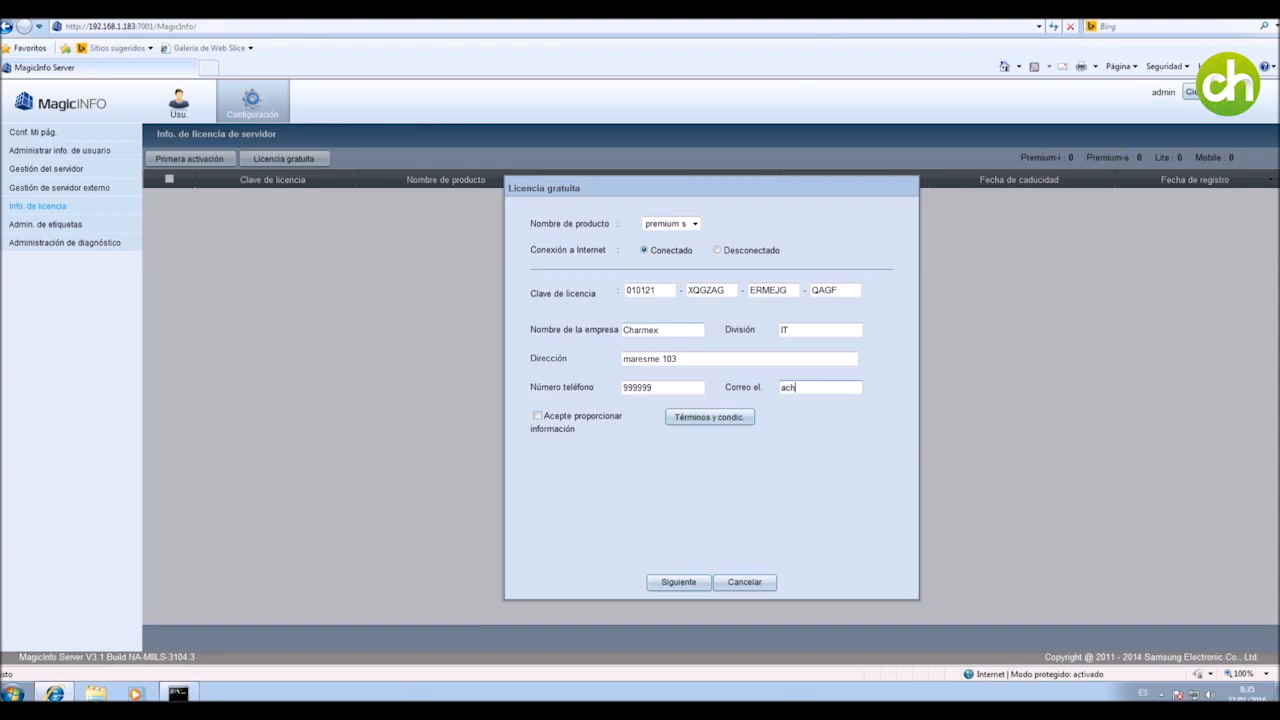 http://192.168.1.183:7001/MagicInfo/
Bing
Favoritos Sitios sugeridos Galería de Web Slice
MagicInfo Server
Página Seguridad
ch
MagicINFO
Usu.
Configuración
admin
Conf. Mi pág.
Administrar info. de usuario
Gestión del servidor
Gestión de servidor externo
Info. de licencia
Admin. de etiquetas
Administración de diagnóstico
Info. de licencia de servidor
Primera activación Licencia gratuita
Premium-i : 0 Premium-s : 0 Lite : 0 Mobile : 0
Clave de licencia Nombre de producto Fecha de caducidad Fecha de registro
Licencia gratuita
Nombre de producto : premium s
Conexión a Internet : Conectado Desconectado
Clave de licencia : 010121 - XQGZAG - ERMEJG - QAGF
Nombre de la empresa Charmex División IT
Dirección maresme 103
Número teléfono 999999 Correo el. ach
Acepte proporcionar información Términos y condic.
Siguiente Cancelar
MagicInfo Server V3.1 Build NA-MIILS-3104.3
Copyright @ 2011 - 2014 Samsung Electronic Co., Ltd.
sto
Internet | Modo protegido: activado
100%
ES
8:35